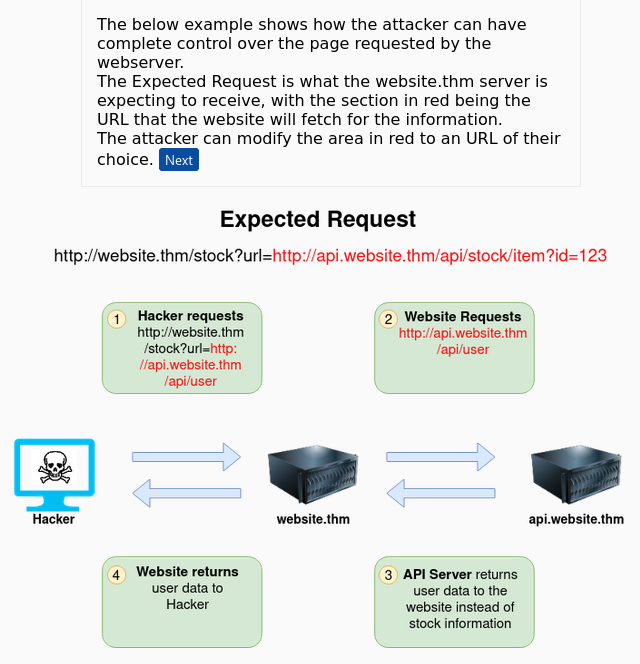 The below example shows how the attacker can have
complete control over the page requested by the
webserver.
The Expected Request is what the website.thm server is
expecting to receive, with the section in red being the
URL that the website will fetch for the information.
The attacker can modify the area in red to an URL of their
choice. Next
Expected Request
http://website.thm/stock?url=http://api.website.thm/api/stock/item?id=123
1 Hacker requests
http://website.thm
/stock?url=http:
//api.website.thm
/api/user
2 Website Requests
http://api.website.thm
/api/user
Hacker
website.thm
api.website.thm
4 Website returns
user data to
Hacker
3 API Server returns
user data to the
website instead of
stock information